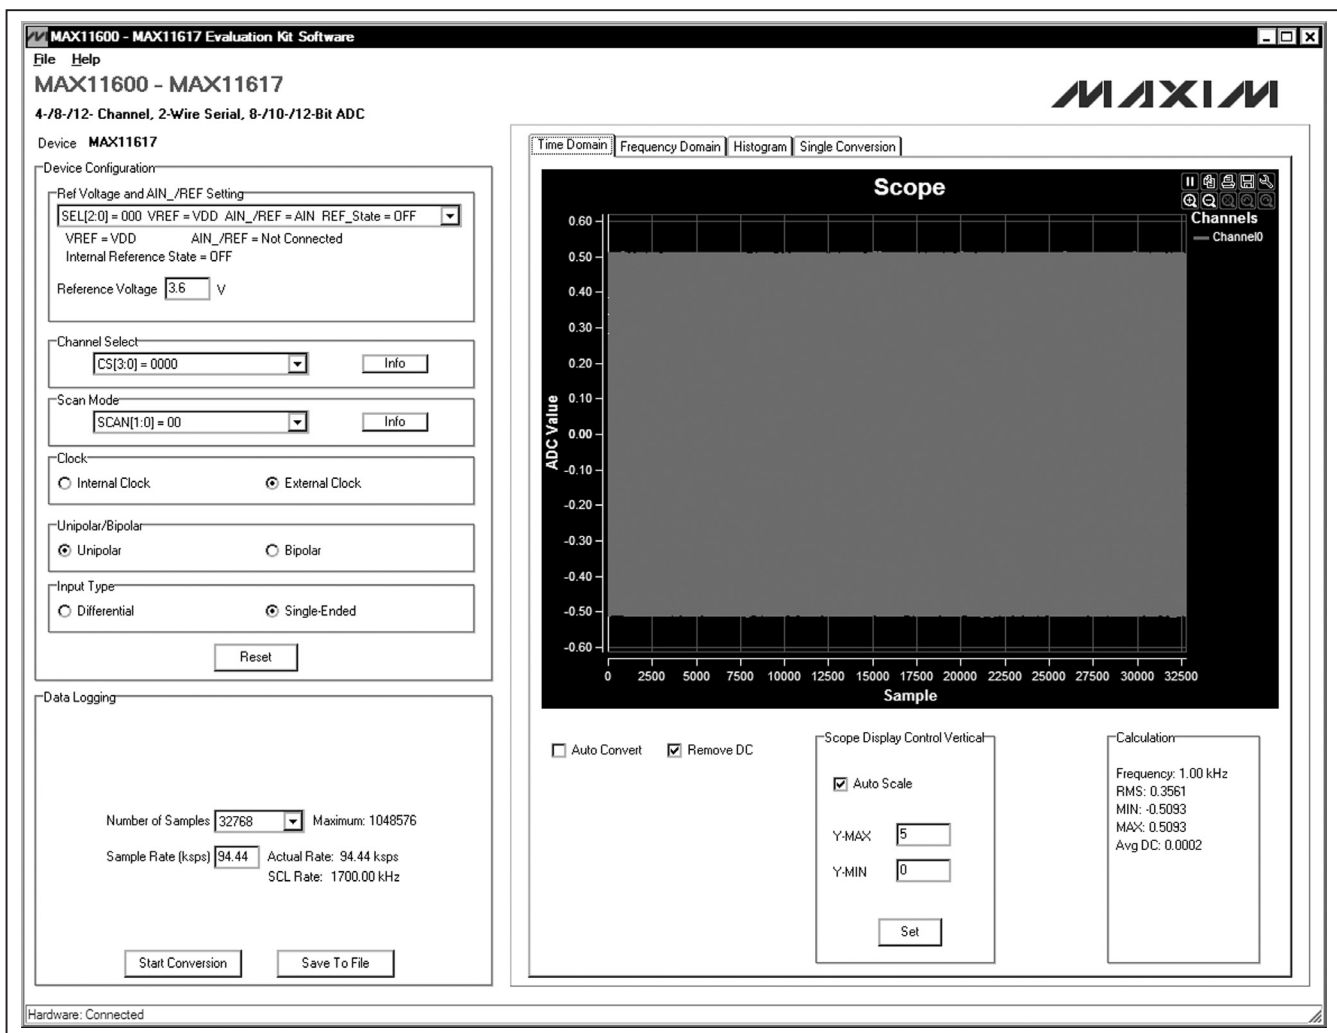 MAX11600 - MAX11617 Evaluation Kit Software
File Help
MAX11600 - MAX11617
MAXIM
4-/8-/12- Channel, 2-Wire Serial, 8-/10-/12-Bit ADC
Device MAX11617
Device Configuration
Ref Voltage and AIN_/REF Setting
SEL[2:0] = 000 VREF = VDD AIN_/REF = AIN REF_State = OFF
VREF = VDD AIN_/REF = Not Connected
Internal Reference State = OFF
Reference Voltage 3.6 V
Channel Select
CS[3:0] = 0000 Info
Scan Mode
SCAN[1:0] = 00 Info
Clock
Internal Clock External Clock
Unipolar/Bipolar
Unipolar Bipolar
Input Type
Differential Single-Ended
Reset
Data Logging
Number of Samples 32768 Maximum: 1048576
Sample Rate (ksps) 94.44 Actual Rate: 94.44 ksps
SCL Rate: 1700.00 kHz
Start Conversion Save To File
Time Domain Frequency Domain Histogram Single Conversion
Scope
Channels
Channel0
ADC Value
0.60
0.50
0.40
0.30
0.20
0.10
0.00
-0.10
-0.20
-0.30
-0.40
-0.50
-0.60
0 2500 5000 7500 10000 12500 15000 17500 20000 22500 25000 27500 30000 32500
Sample
Auto Convert Remove DC
Scope Display Control Vertical
Auto Scale
Y-MAX 5
Y-MIN 0
Set
Calculation
Frequency: 1.00 kHz
RMS: 0.3561
MIN: -0.5093
MAX: 0.5093
Avg DC: 0.0002
Hardware: Connected